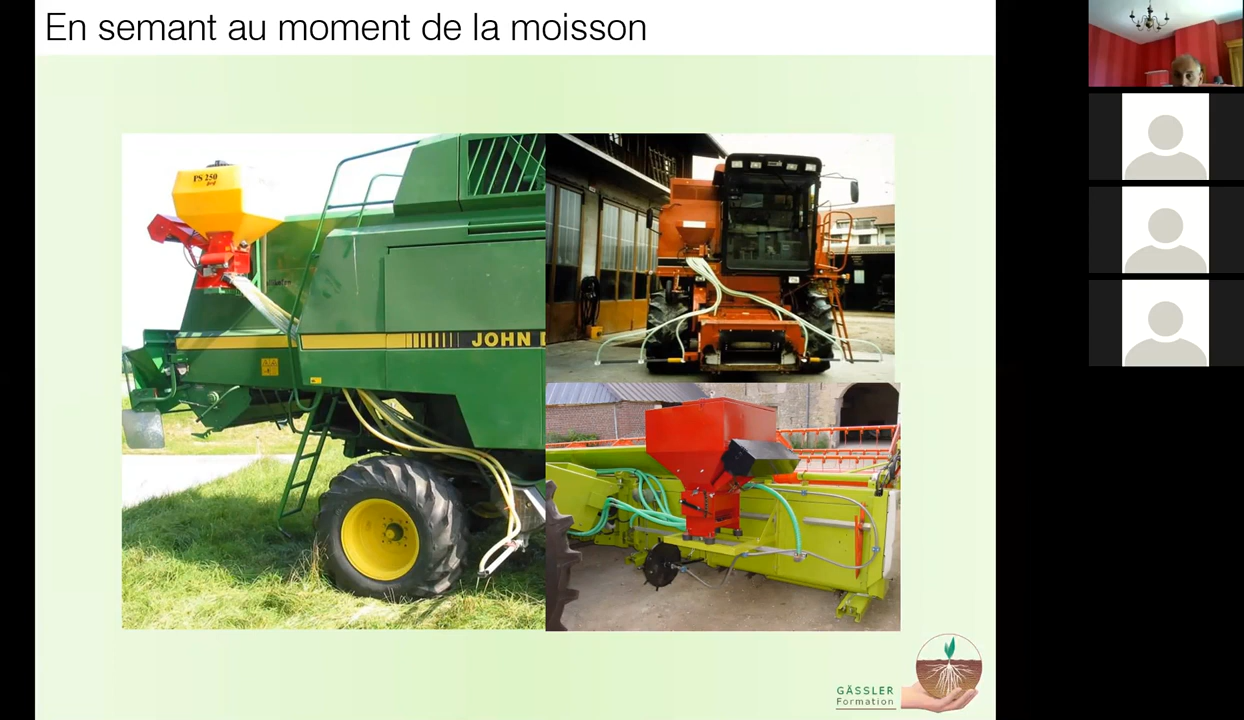 En semant au moment de la moisson
PS 250
JOHN
GÄSSLER
Formation